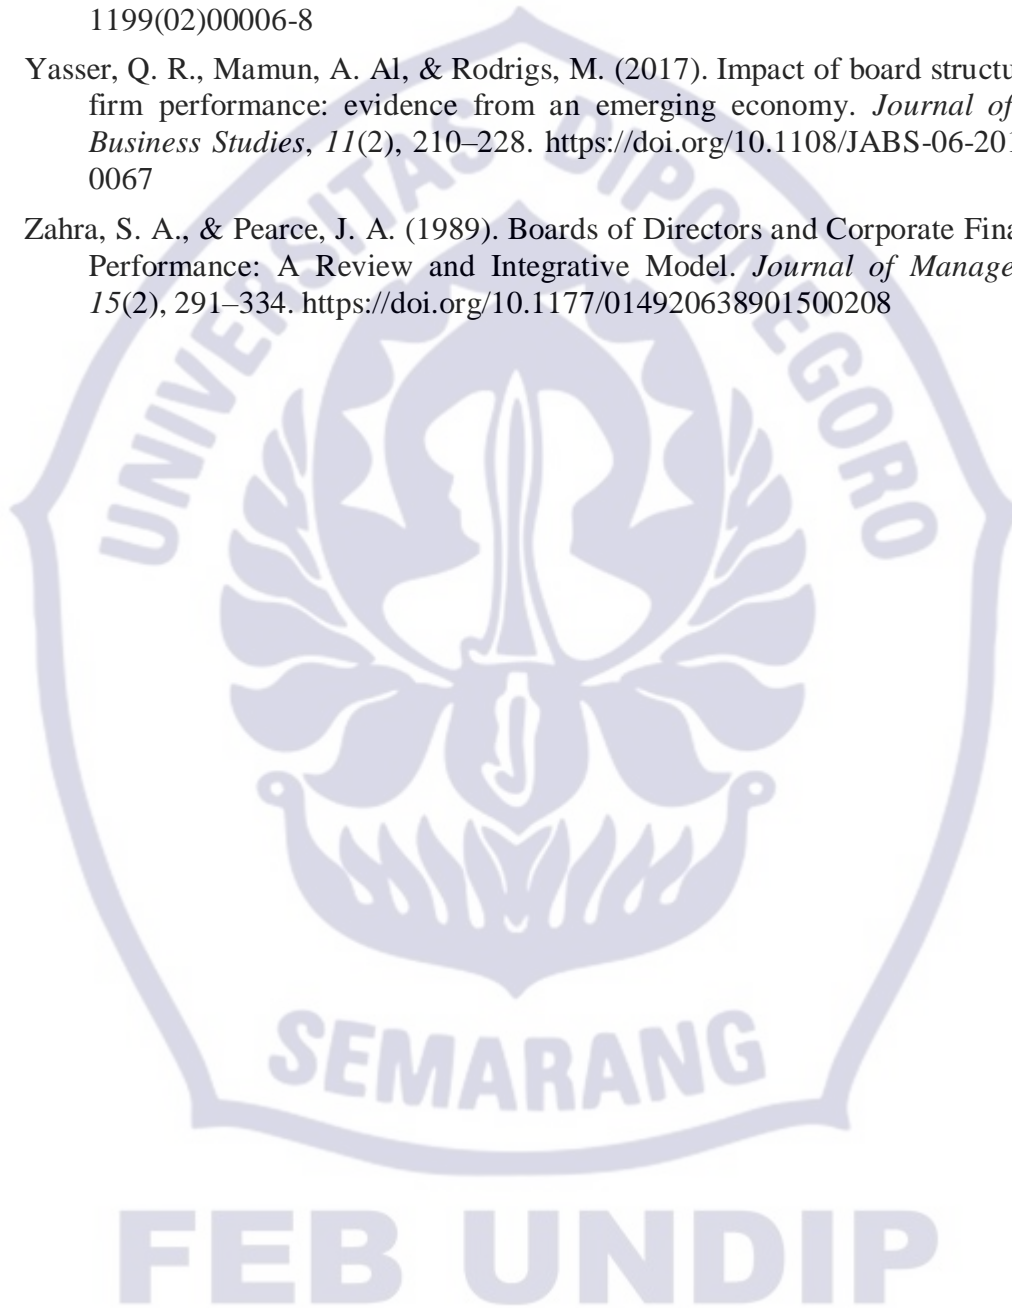 1199(02)00006-8
Yasser, Q. R., Mamun, A. Al, & Rodrigs, M. (2017). Impact of board structu
firm performance: evidence from an emerging economy. Journal of
Business Studies, 11(2), 210–228. https://doi.org/10.1108/JABS-06-201
0067
Zahra, S. A., & Pearce, J. A. (1989). Boards of Directors and Corporate Fina
Performance: A Review and Integrative Model. Journal of Manage
15(2), 291–334. https://doi.org/10.1177/014920638901500208
UNIVERSITAS DIPONEGORO
SEMARANG
FEB UNDIP